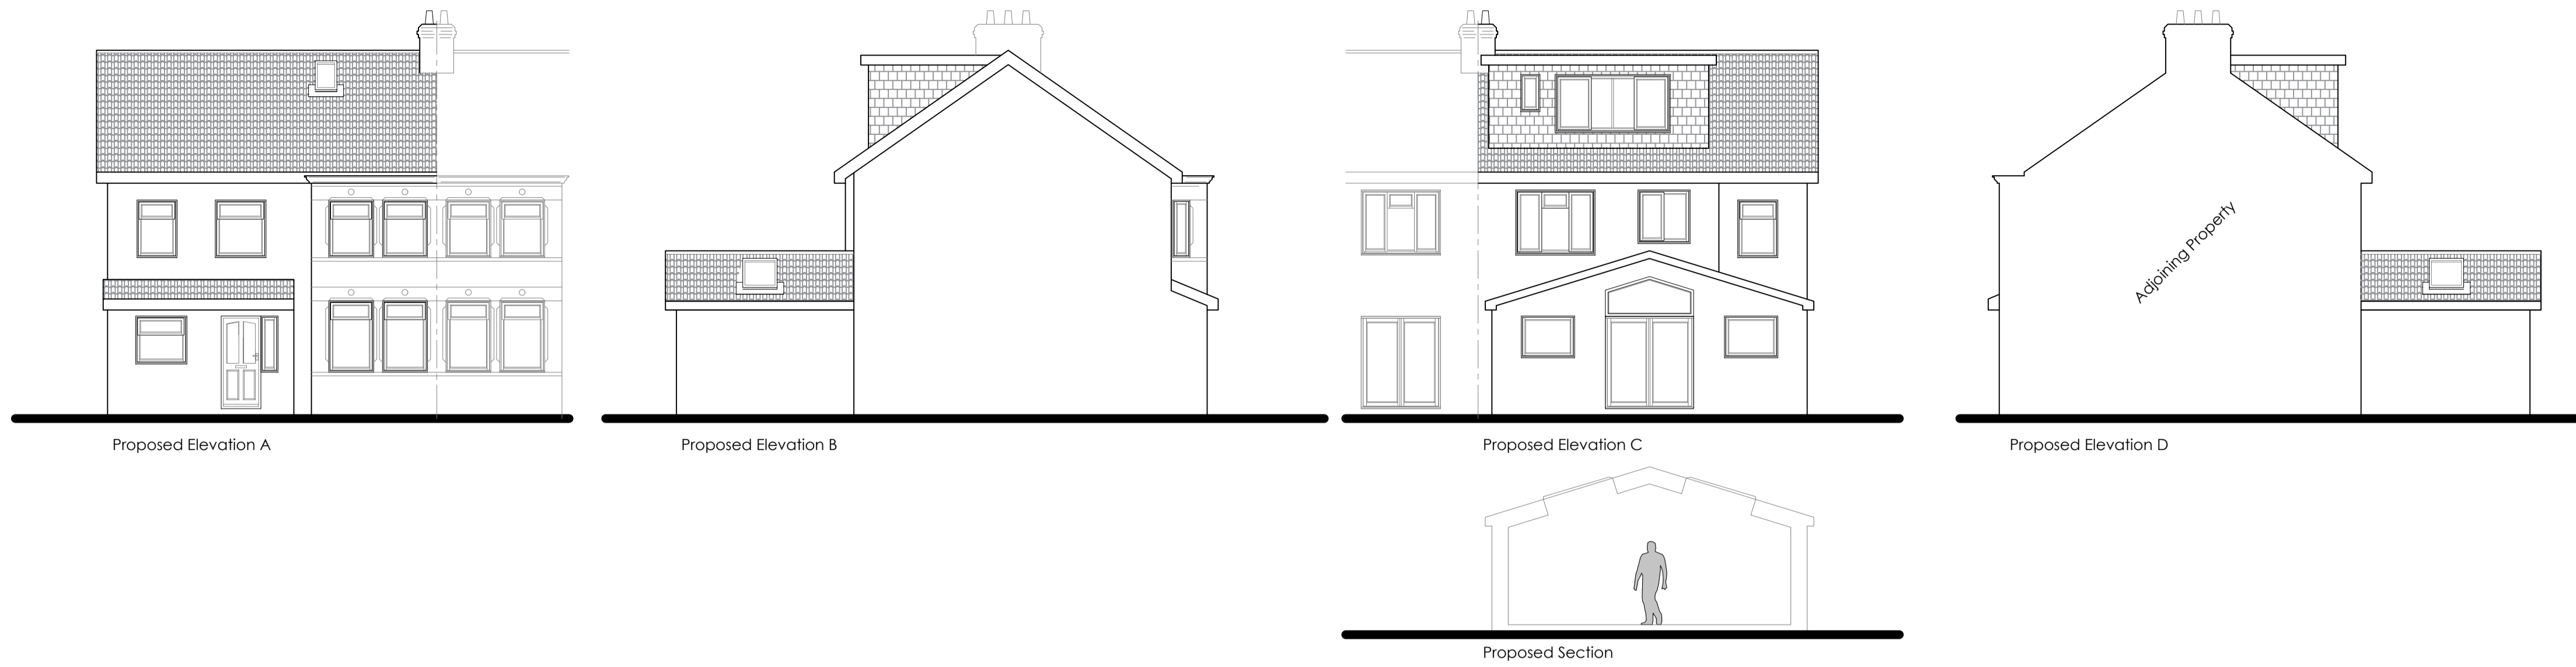 Adjoining Property
Proposed Elevation A
Proposed Elevation B
Proposed Elevation C
Proposed Elevation D
Proposed Section